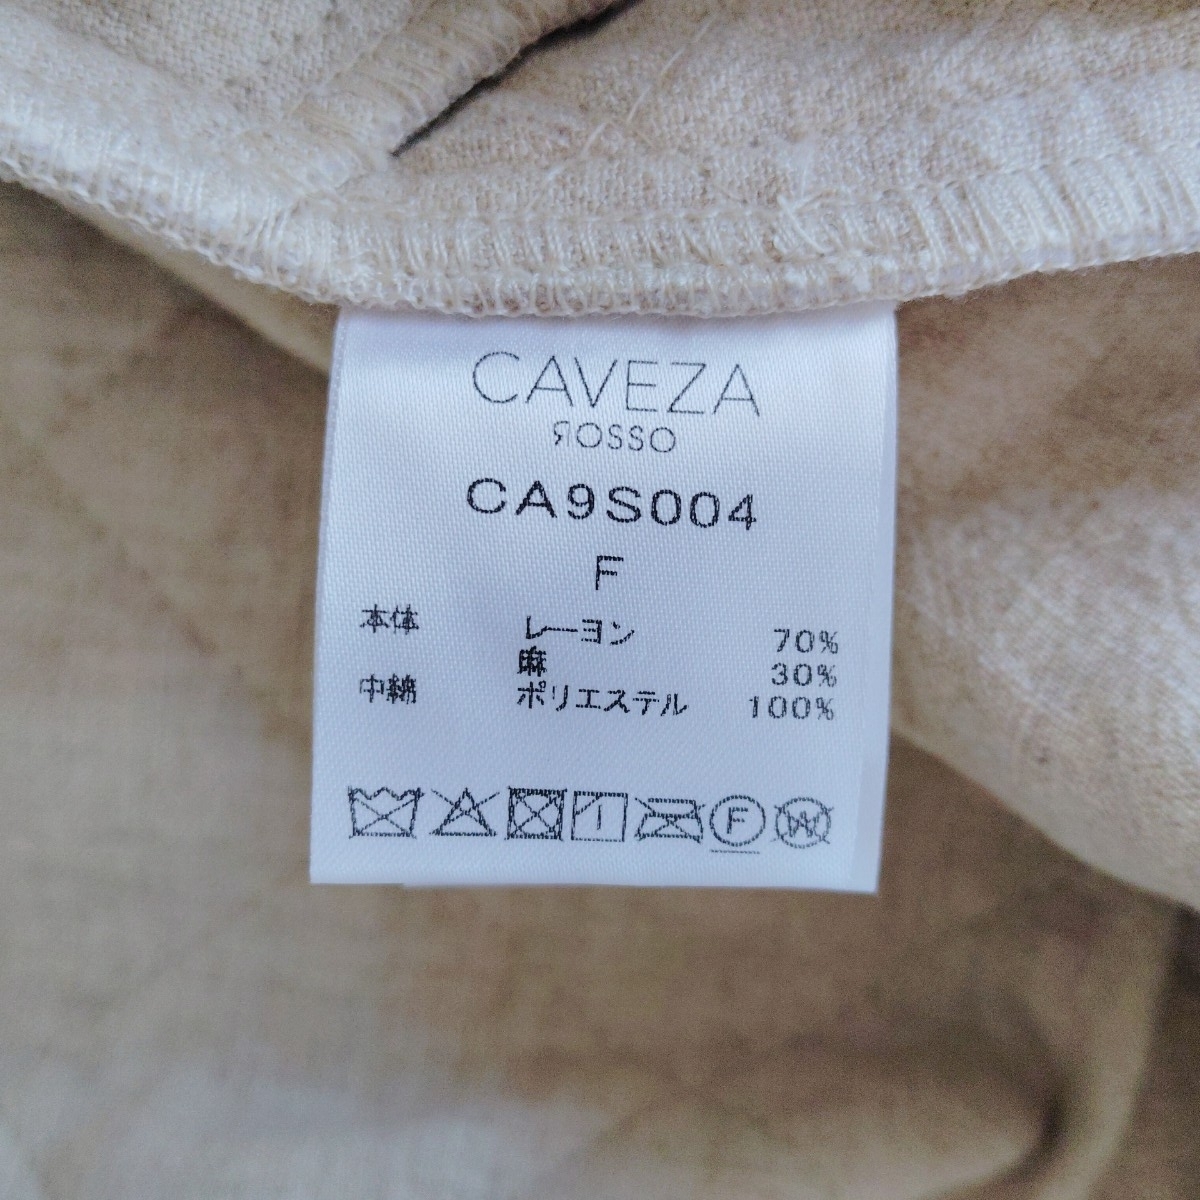 CAVEZA
ROSSO
CA9S004
F
本体 レーヨン 70%
麻 30%
中綿 ポリエステル 100%
F W